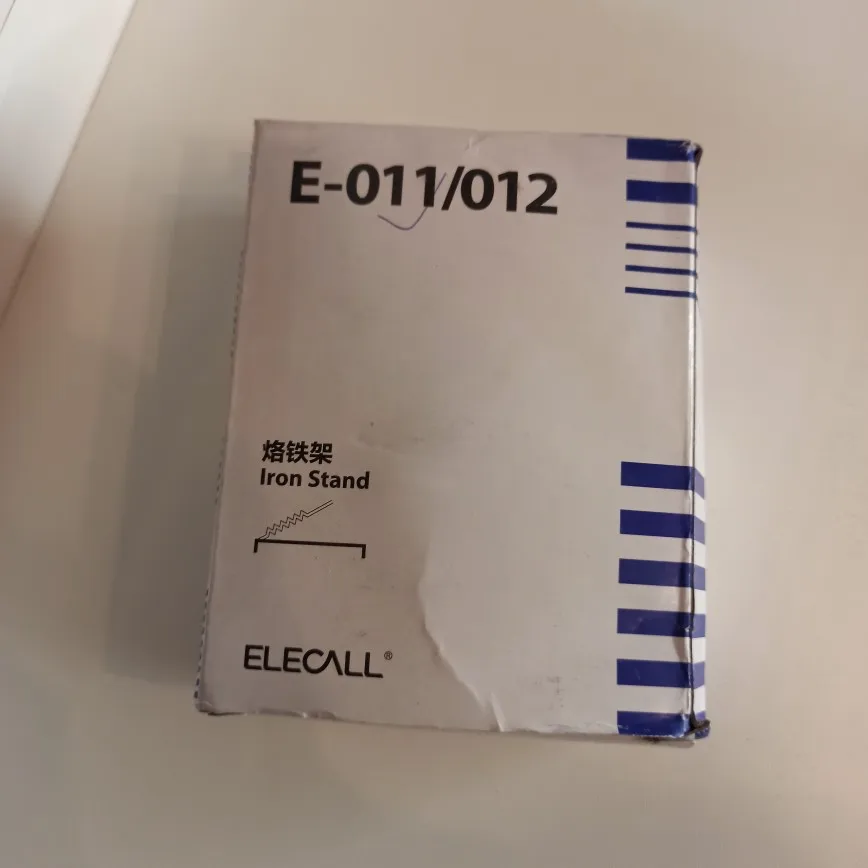 E-011/012
烙铁架
Iron Stand
ELECALL®